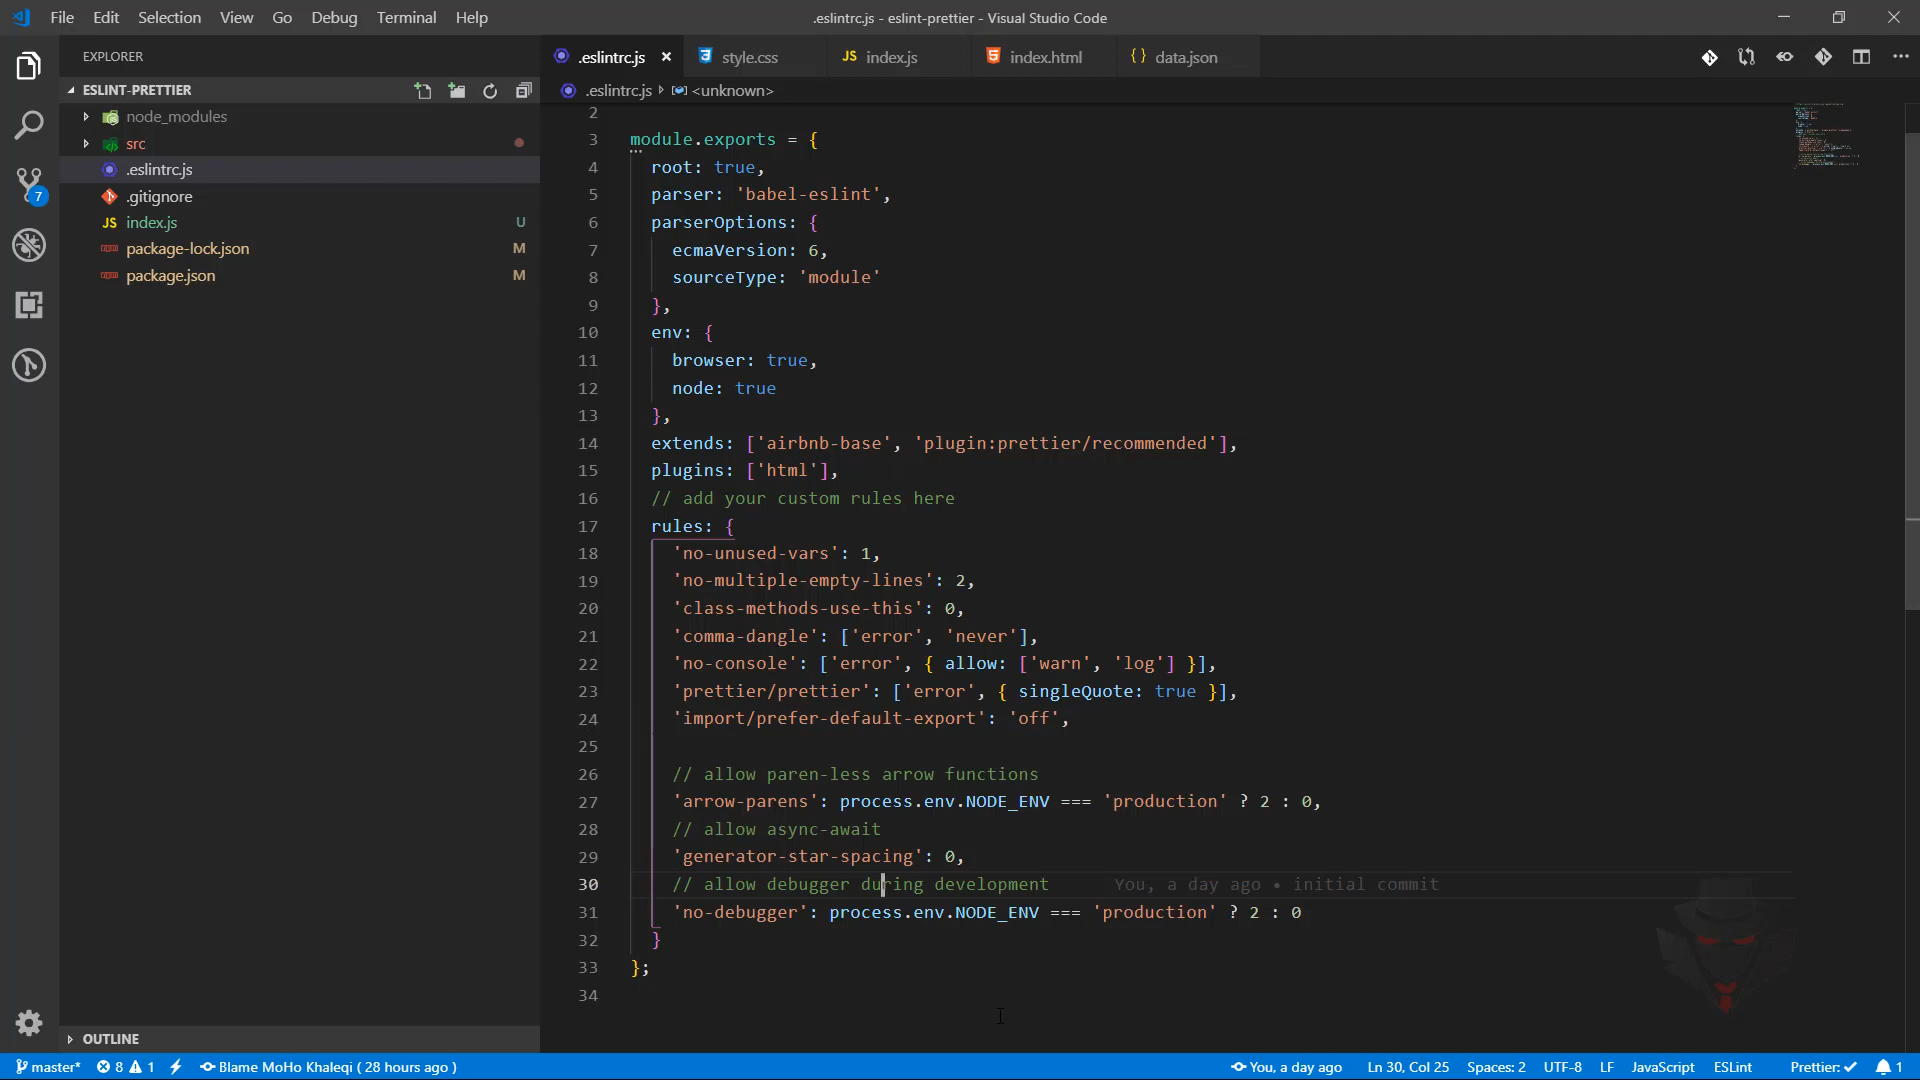 File Edit Selection View Go Debug Terminal Help
.eslintrc.js - eslint-prettier - Visual Studio Code
EXPLORER
ESLINT-PRETTIER
node_modules
src
.eslintrc.js
.gitignore
JS index.js U
package-lock.json M
package.json M
OUTLINE
7
.eslintrc.js style.css JS index.js index.html {} data.json
.eslintrc.js <unknown>
2
3 module.exports = {
4 root: true,
5 parser: 'babel-eslint',
6 parserOptions: {
7 ecmaVersion: 6,
8 sourceType: 'module'
9 },
10 env: {
11 browser: true,
12 node: true
13 },
14 extends: ['airbnb-base', 'plugin:prettier/recommended'],
15 plugins: ['html'],
16 // add your custom rules here
17 rules: {
18 'no-unused-vars': 1,
19 'no-multiple-empty-lines': 2,
20 'class-methods-use-this': 0,
21 'comma-dangle': ['error', 'never'],
22 'no-console': ['error', { allow: ['warn', 'log'] }],
23 'prettier/prettier': ['error', { singleQuote: true }],
24 'import/prefer-default-export': 'off',
25
26 // allow paren-less arrow functions
27 'arrow-parens': process.env.NODE_ENV === 'production' ? 2 : 0,
28 // allow async-await
29 'generator-star-spacing': 0,
30 // allow debugger during development You, a day ago • initial commit
31 'no-debugger': process.env.NODE_ENV === 'production' ? 2 : 0
32 }
33 };
34
master* 8 1 Blame MoHo Khaleqi ( 28 hours ago ) You, a day ago Ln 30, Col 25 Spaces: 2 UTF-8 LF JavaScript ESLint Prettier: ✓ 1